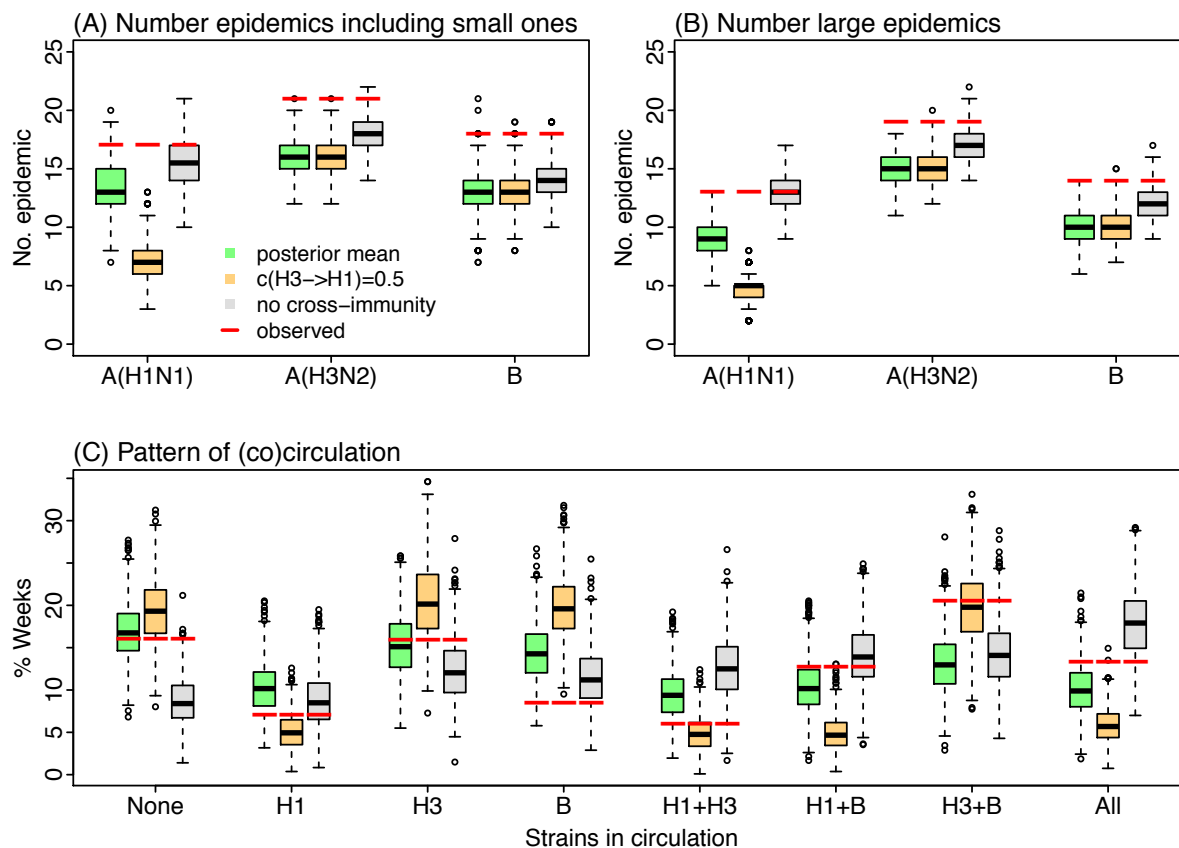 (A) Number epidemics including small ones
No. epidemic
25
20
15
10
5
0
posterior mean
c(H3−>H1)=0.5
no cross−immunity
observed
A(H1N1) A(H3N2) B
(B) Number large epidemics
No. epidemic
25
20
15
10
5
0
A(H1N1) A(H3N2) B
(C) Pattern of (co)circulation
% Weeks
30
20
10
5
0
None H1 H3 B H1+H3 H1+B H3+B All
Strains in circulation